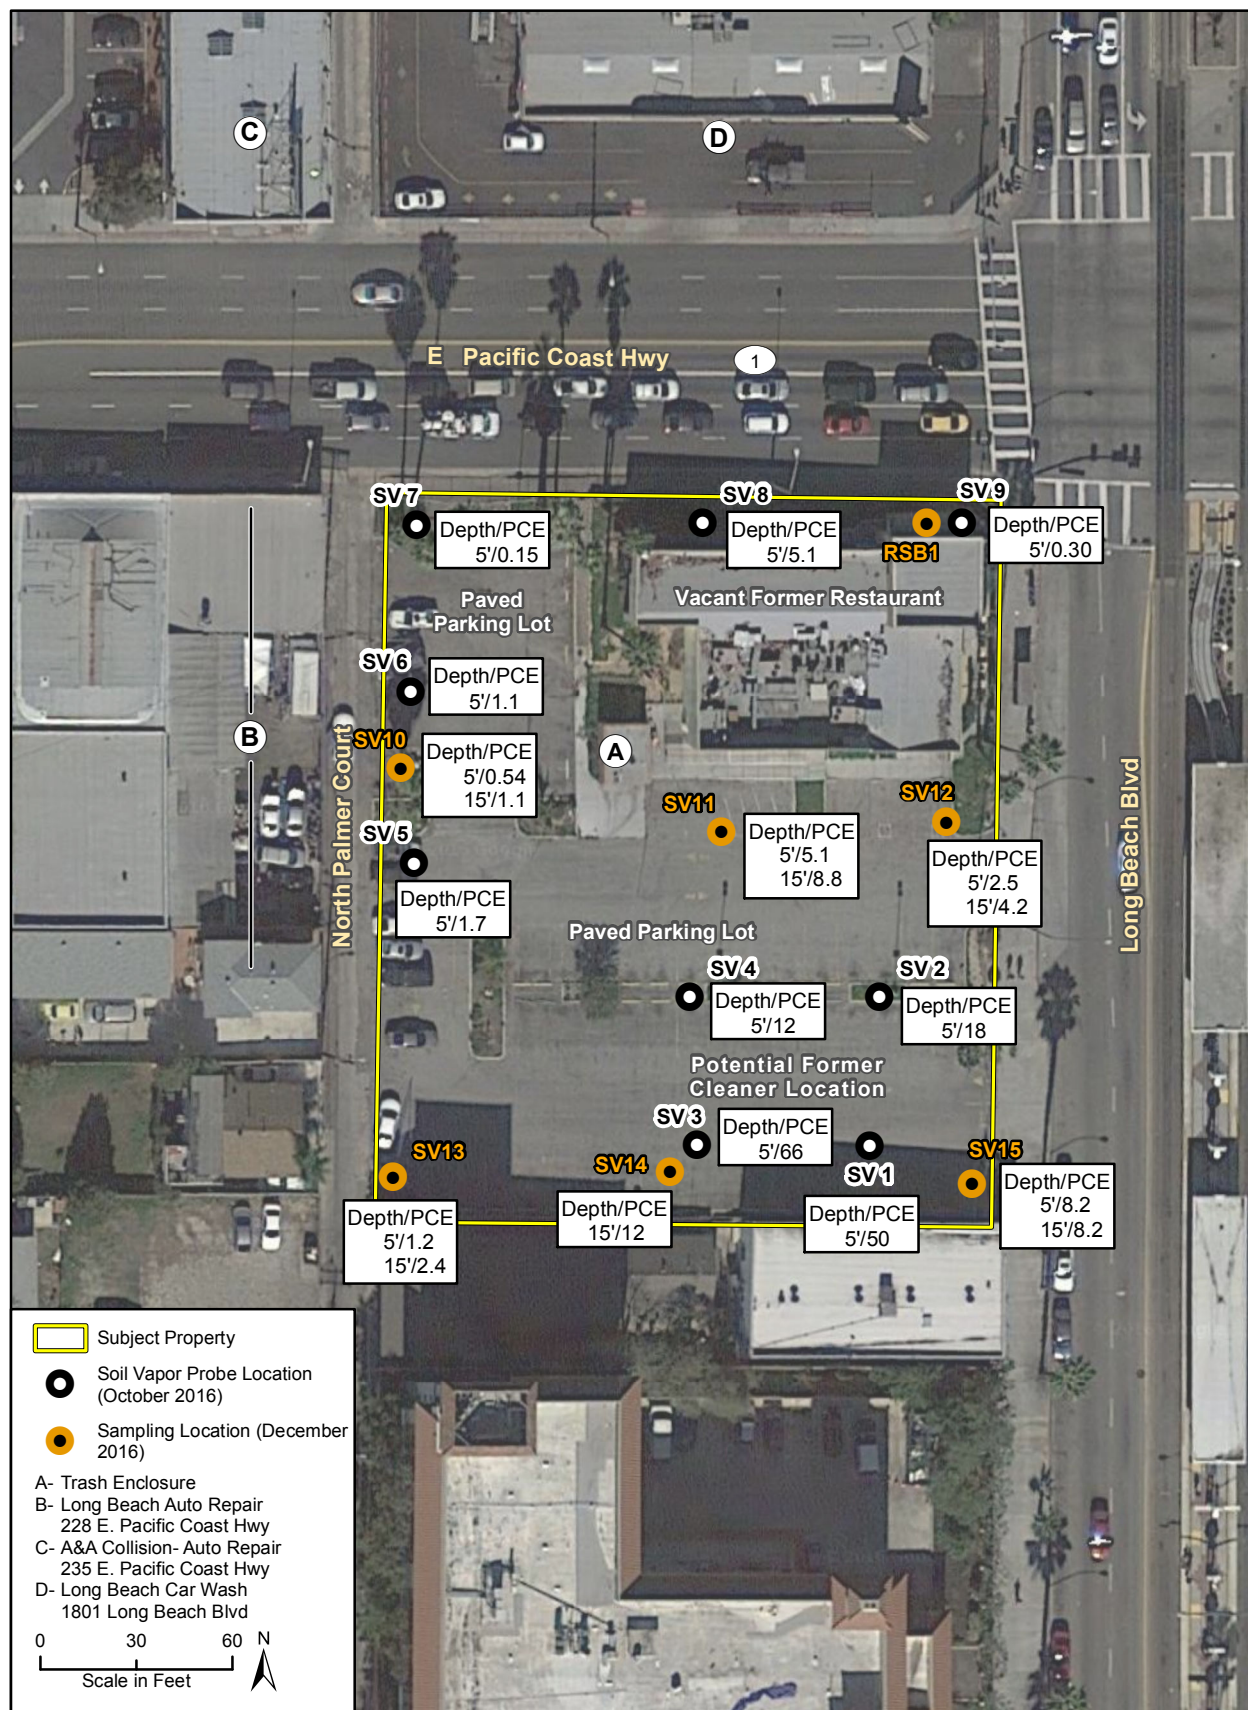 C
D
E Pacific Coast Hwy
1
SV 7
SV 8
SV 9
Depth/PCE
5'/0.15
Depth/PCE
5'/5.1
RSB1
Depth/PCE
5'/0.30
Paved
Parking Lot
Vacant Former Restaurant
SV 6
Depth/PCE
5'/1.1
B
A
North Palmer Court
SV10
Depth/PCE
5'/0.54
15'/1.1
SV11
Depth/PCE
5'/5.1
15'/8.8
SV12
Depth/PCE
5'/2.5
15'/4.2
Long Beach Blvd
SV 5
Depth/PCE
5'/1.7
Paved Parking Lot
SV 4
Depth/PCE
5'/12
SV 2
Depth/PCE
5'/18
Potential Former
Cleaner Location
SV 3
Depth/PCE
5'/66
SV13
Depth/PCE
5'/1.2
15'/2.4
SV14
Depth/PCE
15'/12
SV 1
Depth/PCE
5'/50
SV15
Depth/PCE
5'/8.2
15'/8.2
Subject Property
Soil Vapor Probe Location
(October 2016)
Sampling Location (December
2016)
A- Trash Enclosure
B- Long Beach Auto Repair
228 E. Pacific Coast Hwy
C- A&A Collision- Auto Repair
235 E. Pacific Coast Hwy
D- Long Beach Car Wash
1801 Long Beach Blvd
0 30 60 N
Scale in Feet